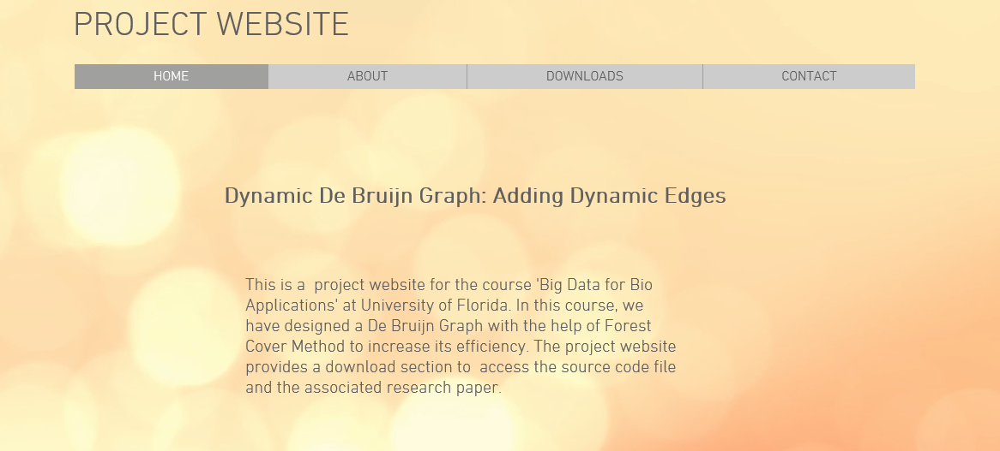 PROJECT WEBSITE
HOME ABOUT DOWNLOADS CONTACT
Dynamic De Bruijn Graph: Adding Dynamic Edges
This is a  project website for the course 'Big Data for Bio
Applications' at University of Florida. In this course, we
have designed a De Bruijn Graph with the help of Forest
Cover Method to increase its efficiency. The project website
provides a download section to  access the source code file
and the associated research paper.